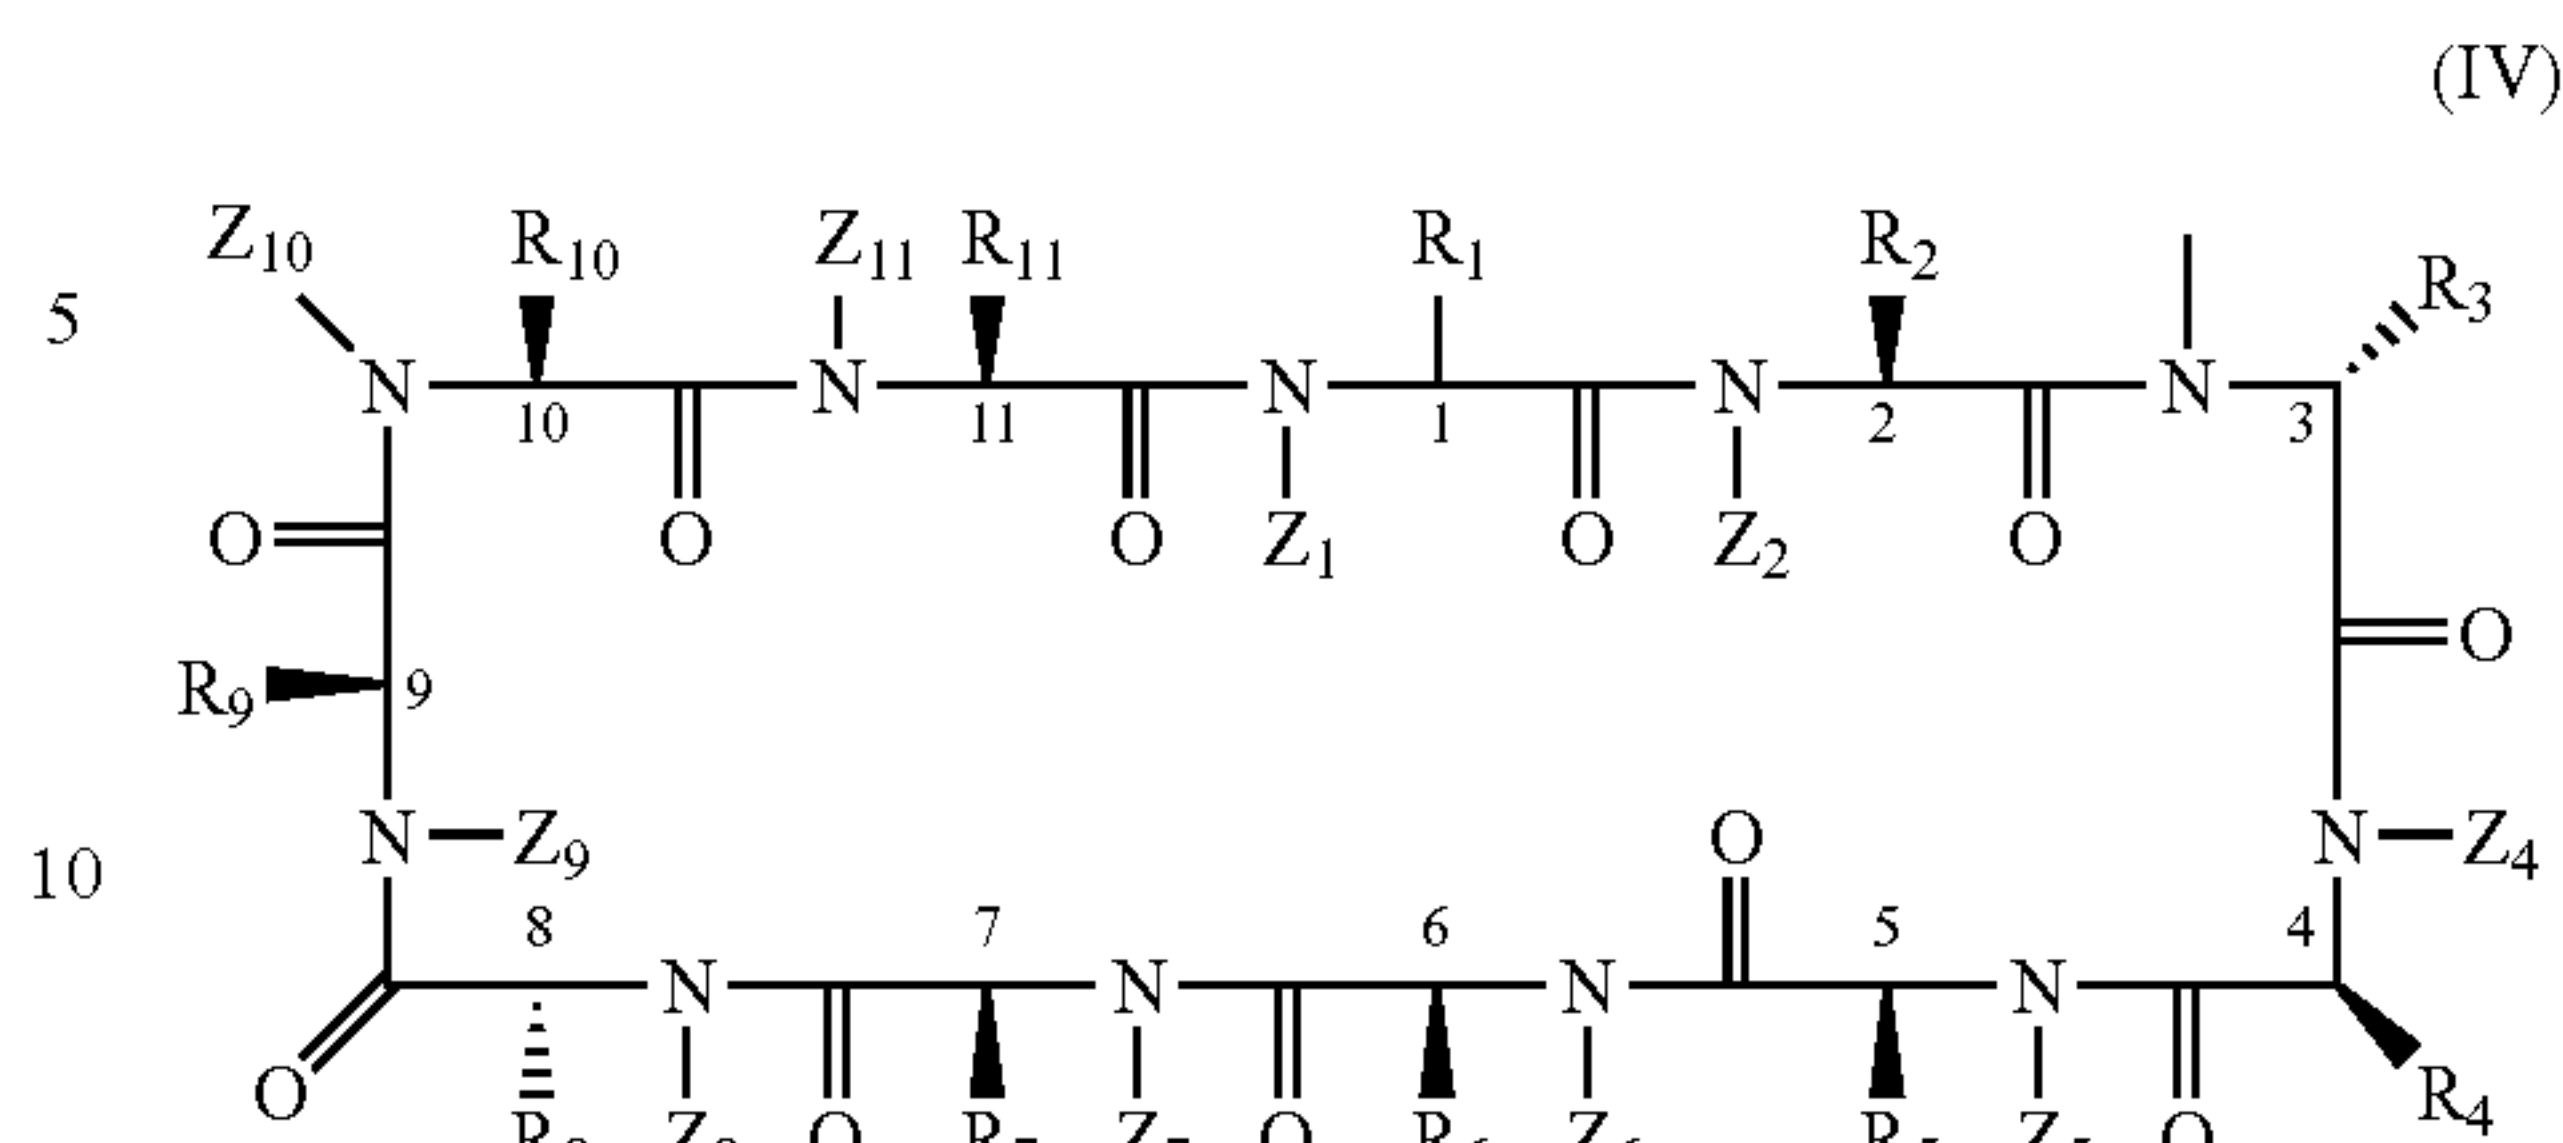 (IV)
Z10 R10 Z11 R11 R1 R2 R3
5
N N N N N
10 11 1 2 3
O O O Z1 O Z2 O
O
R9 9
N Z9 O N Z4
10
8 7 6 5 4
N N N N
O R4